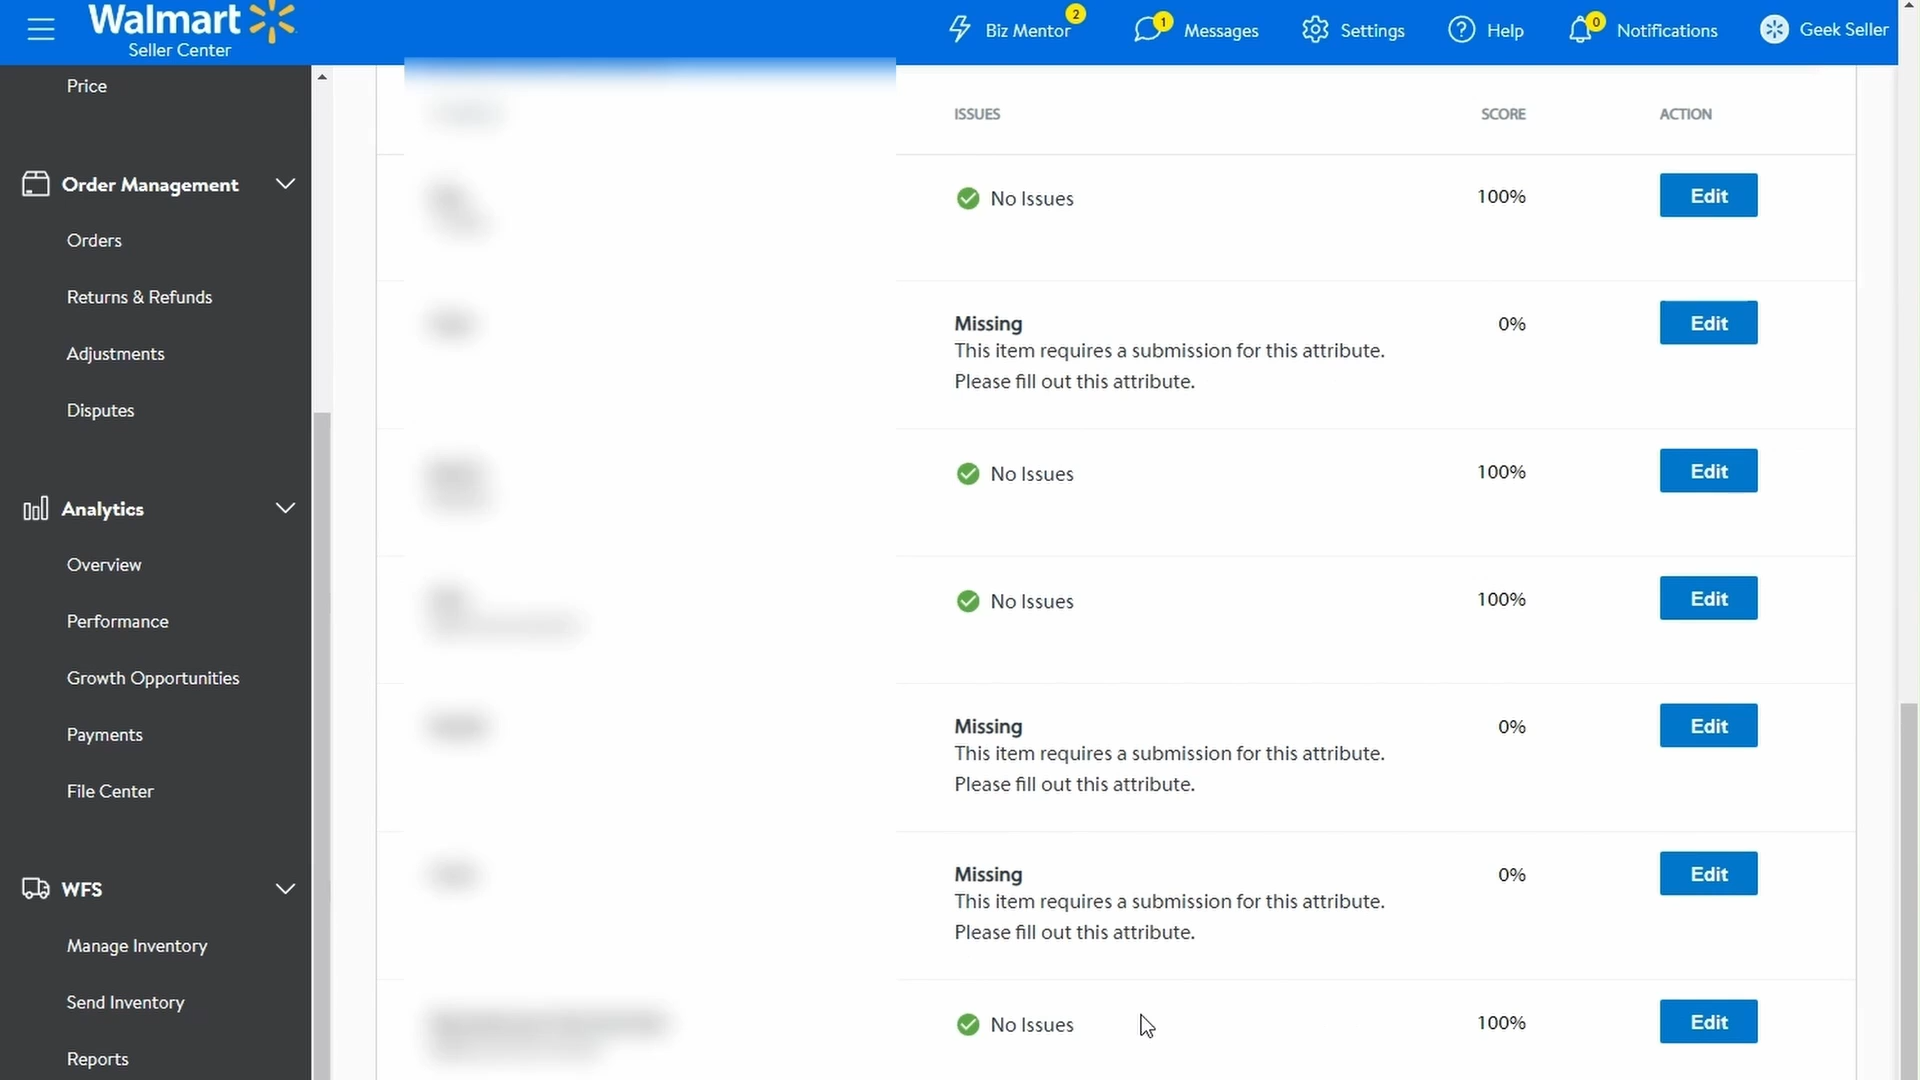 Walmart
Seller Center
2
Biz Mentor
1
Messages
Settings
Help
0
Notifications
Geek Seller
Price
Order Management
Orders
Returns & Refunds
Adjustments
Disputes
Analytics
Overview
Performance
Growth Opportunities
Payments
File Center
WFS
Manage Inventory
Send Inventory
Reports
ISSUES SCORE ACTION
No Issues 100% Edit
Missing 0% Edit
This item requires a submission for this attribute.
Please fill out this attribute.
No Issues 100% Edit
No Issues 100% Edit
Missing 0% Edit
This item requires a submission for this attribute.
Please fill out this attribute.
Missing 0% Edit
This item requires a submission for this attribute.
Please fill out this attribute.
No Issues 100% Edit